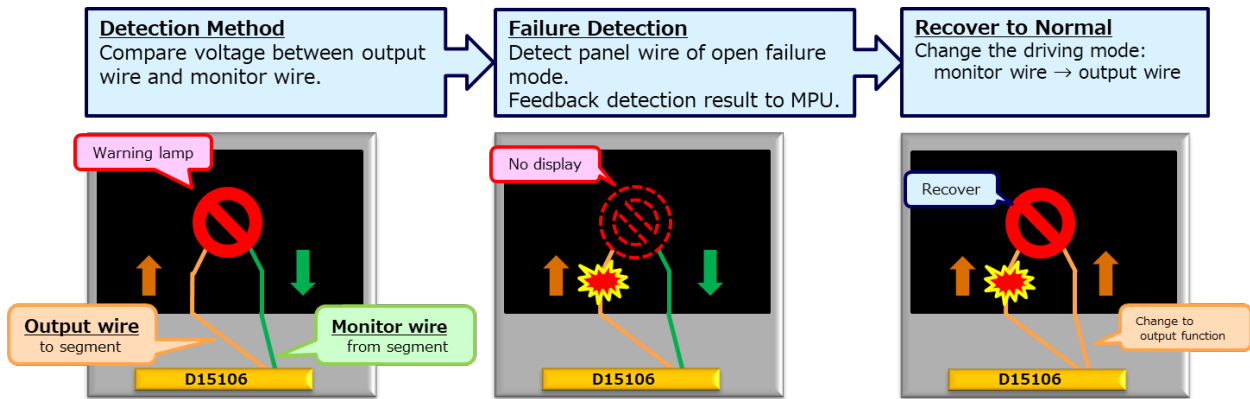 Detection Method
Compare voltage between output
wire and monitor wire.
Failure Detection
Detect panel wire of open failure
mode.
Feedback detection result to MPU.
Recover to Normal
Change the driving mode:
monitor wire → output wire
Warning lamp
Output wire
to segment
Monitor wire
from segment
D15106
No display
D15106
Recover
Change to
output function
D15106